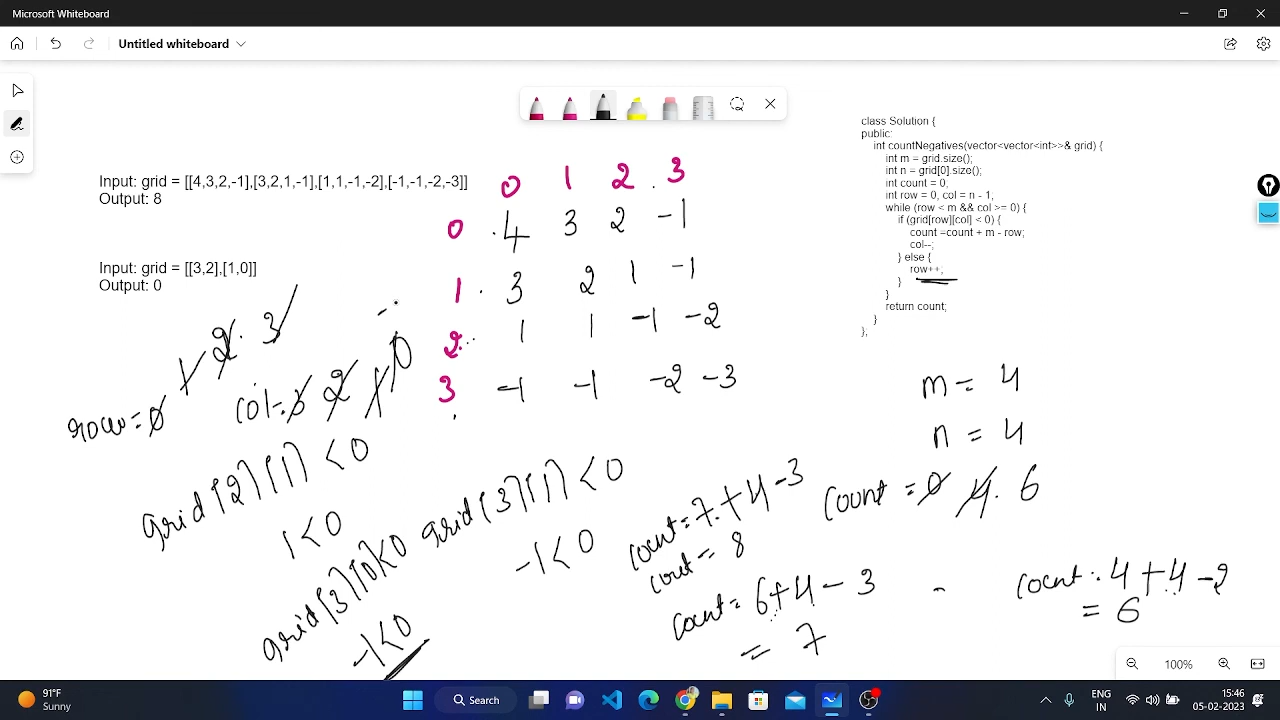 Microsoft Whiteboard
Untitled whiteboard
class Solution {
public:
int countNegatives(vector<vector<int>>& grid) {
int m = grid.size();
int n = grid[0].size();
int count = 0,
int row = 0, col = n - 1;
while (row < m && col >= 0) {
if (grid[row][col] < 0) {
count =count + m - row;
col--;
} else {
row++;
}
}
return count;
}
};
Input: grid = [[4,3,2,-1],[3,2,1,-1],[1,1,-1,-2],[-1,-1,-2,-3]]
Output: 8
Input: grid = [[3,2],[1,0]]
Output: 0
0 1 2 3
0 4 3 2 -1
1 3 2 1 -1
2 1 1 -1 -2
3 -1 -1 -2 -3
row = 0 1 2 3
col = 3 2 1 0
m = 4
n = 4
count = 0 4 6
grid[2][1] < 0
1 < 0
grid[3][1] < 0
-1 < 0
grid[3][0] < 0
-1 < 0
count = 7 + 4 - 3
cout = 8
count = 6 + 4 - 3
= 7
count = 4 + 4 - 2
= 6
100%
91°F
Sunny
Search
ENG
IN
15:46
05-02-2023